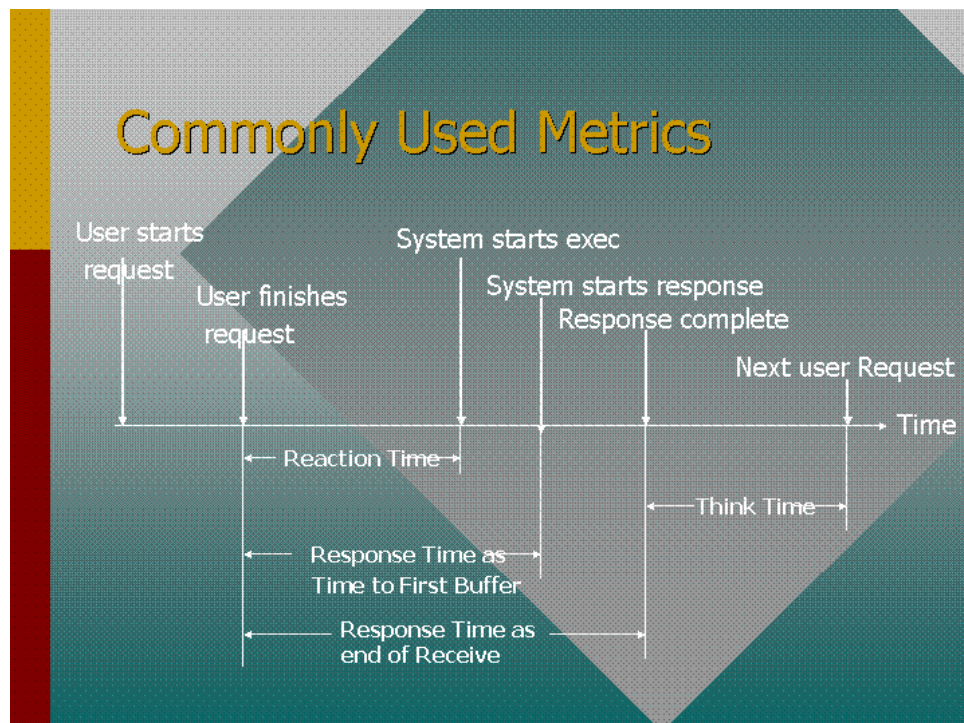 Commonly Used Metrics
User starts
request
User finishes
request
System starts exec
System starts response
Response complete
Next user Request
Time
Reaction Time
Think Time
Response Time as
Time to First Buffer
Response Time as
end of Receive